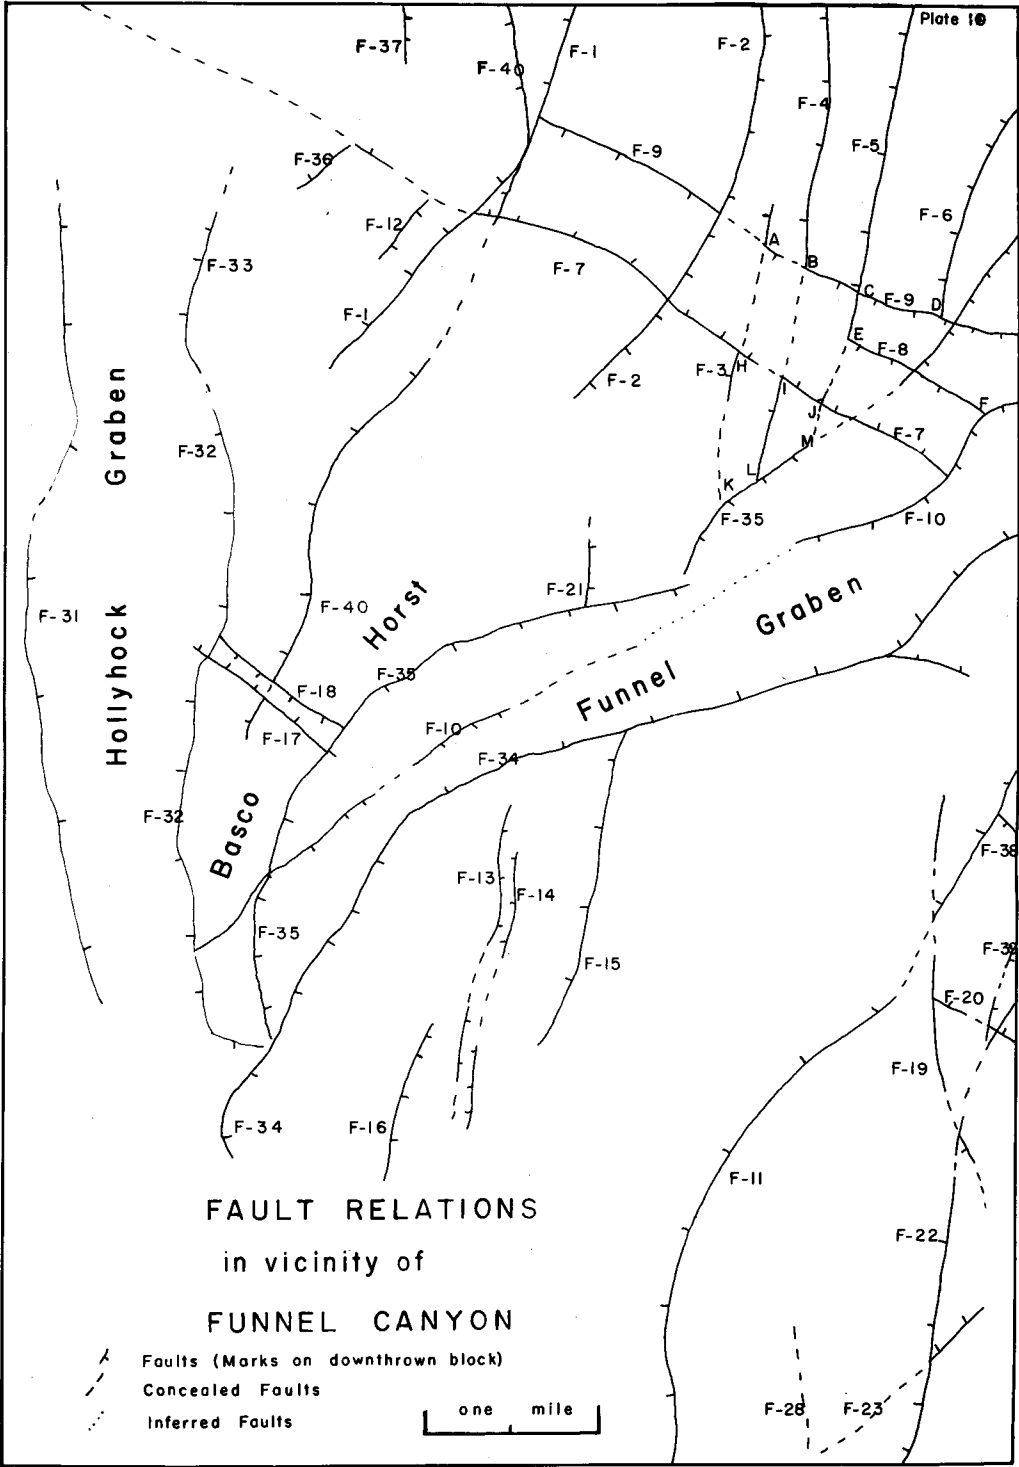 Plate 10
F-37
F-40
F-1
F-2
F-4
F-5
F-9
F-36
F-12
F-6
F-33
F-7
A
B
C
F-9
D
F-1
E
F-8
F-2
F-3
H
I
F
J
F-7
M
L
K
F-32
F-35
F-10
Graben
Hollyhock
F-31
F-21
F-40
Horst
Graben
F-35
F-18
Funnel
F-17
F-10
F-34
F-32
Basco
F-13
F-14
F-38
F-35
F-15
F-39
F-20
F-19
F-34
F-16
F-11
F-22
F-28
F-23
FAULT RELATIONS
in vicinity of
FUNNEL CANYON
Faults (Marks on downthrown block)
Concealed Faults
Inferred Faults
one mile